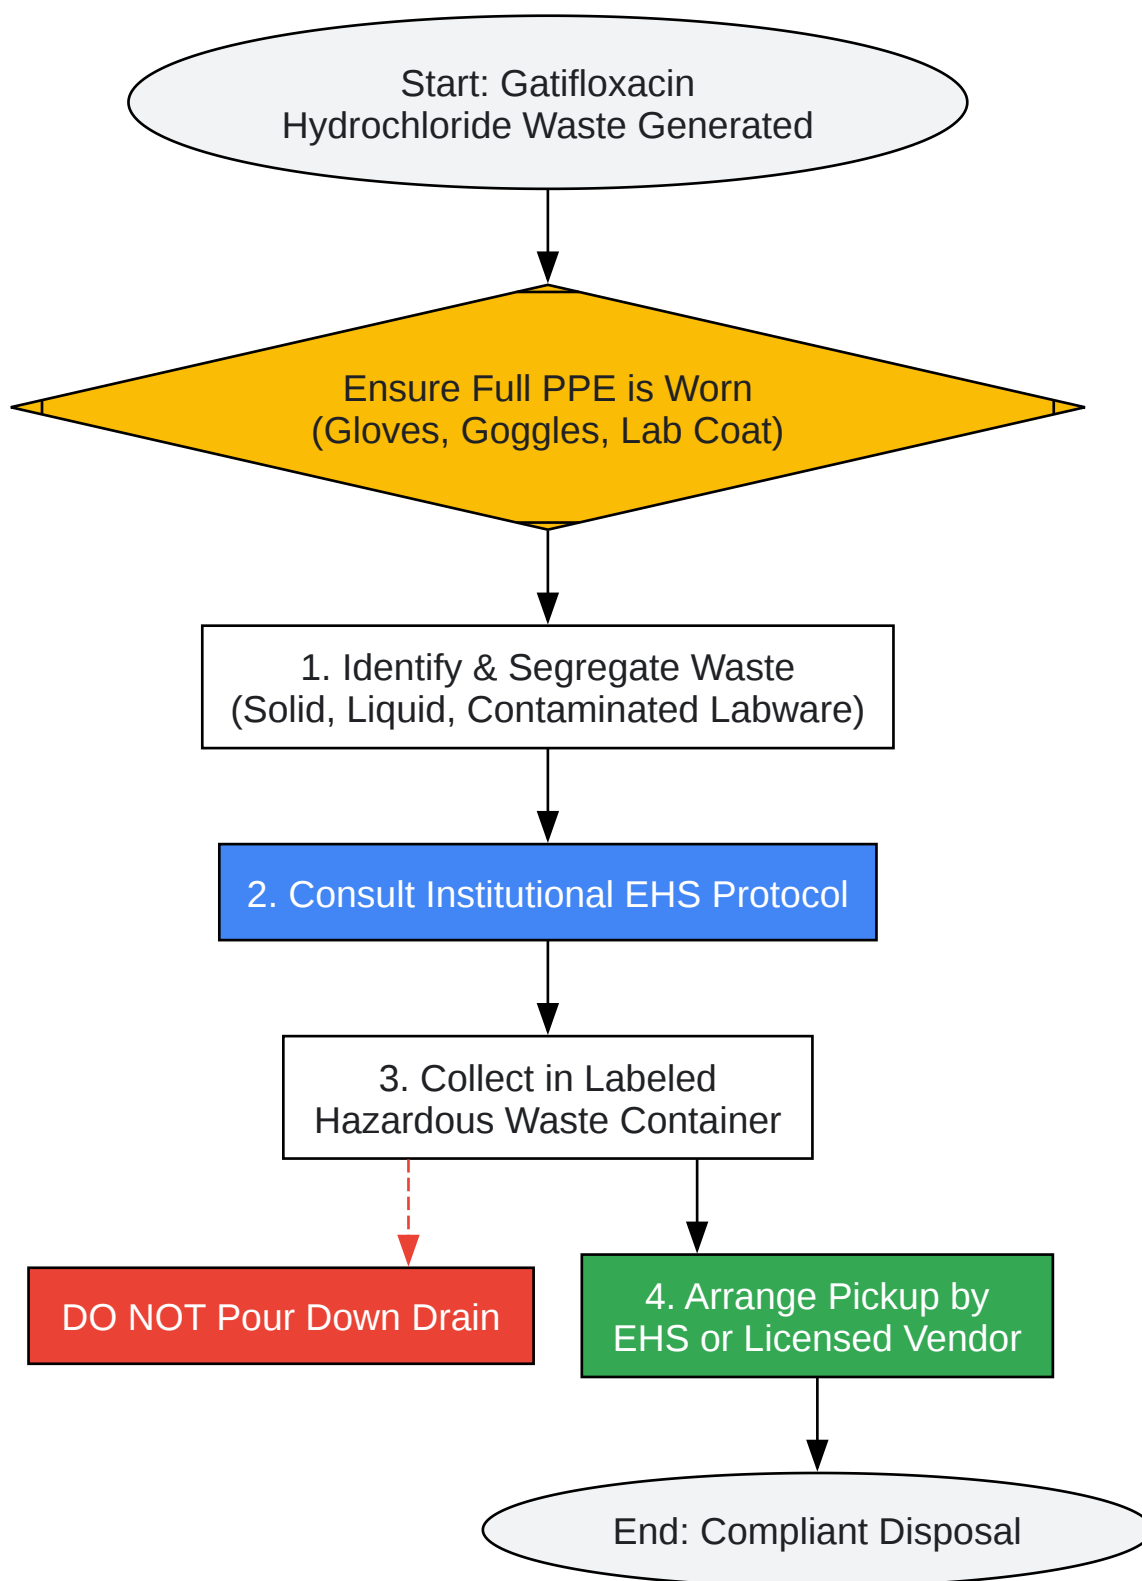 Start: Gatifloxacin
Hydrochloride Waste Generated
Ensure Full PPE is Worn
(Gloves, Goggles, Lab Coat)
1. Identify & Segregate Waste
(Solid, Liquid, Contaminated Labware)
2. Consult Institutional EHS Protocol
3. Collect in Labeled
Hazardous Waste Container
DO NOT Pour Down Drain
4. Arrange Pickup by
EHS or Licensed Vendor
End: Compliant Disposal